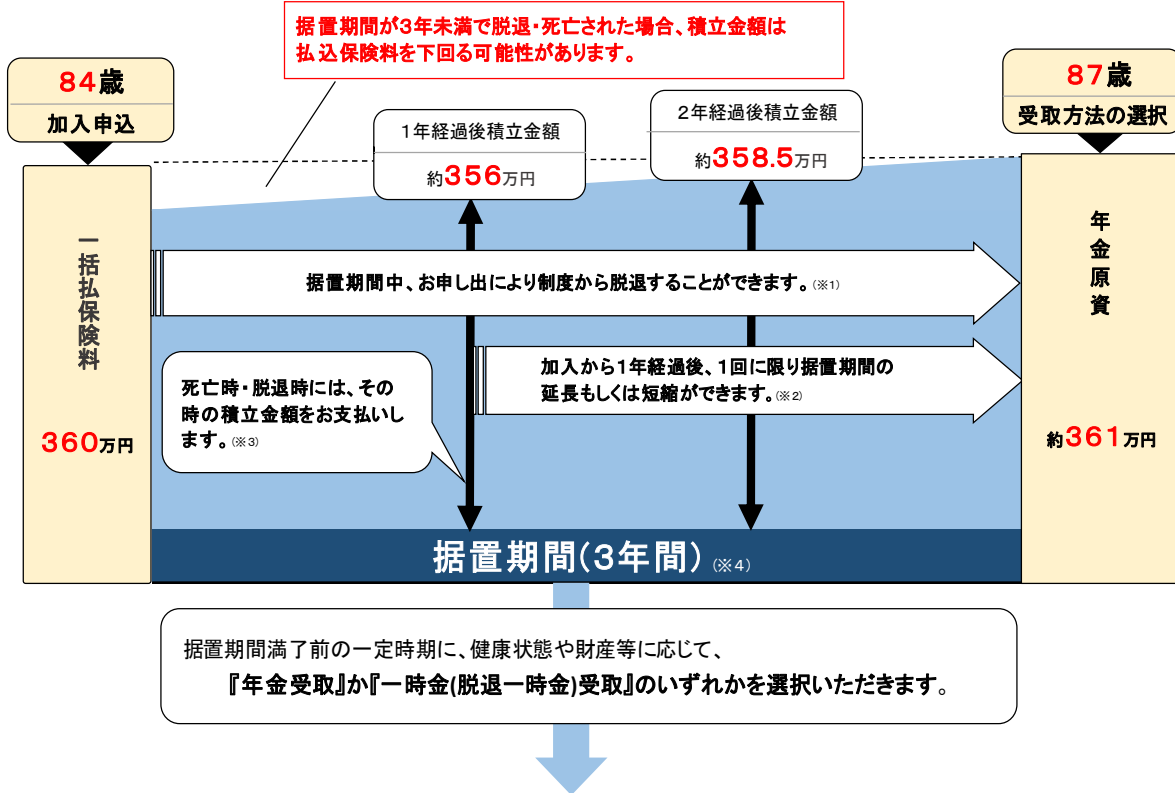 据置期間が3年未満で脱退・死亡された場合、積立金額は
払込保険料を下回る可能性があります。
84歳
加入申込
87歳
受取方法の選択
1年経過後積立金額
約356万円
2年経過後積立金額
約358.5万円
一括払保険料
360万円
年金原資
約361万円
据置期間中、お申し出により制度から脱退することができます。(※1)
加入から1年経過後、1回に限り据置期間の
延長もしくは短縮ができます。(※2)
死亡時・脱退時には、その
時の積立金額をお支払いし
ます。(※3)
据置期間(3年間)(※4)
据置期間満了前の一定時期に、健康状態や財産等に応じて、
『年金受取』か『一時金(脱退一時金)受取』のいずれかを選択いただきます。